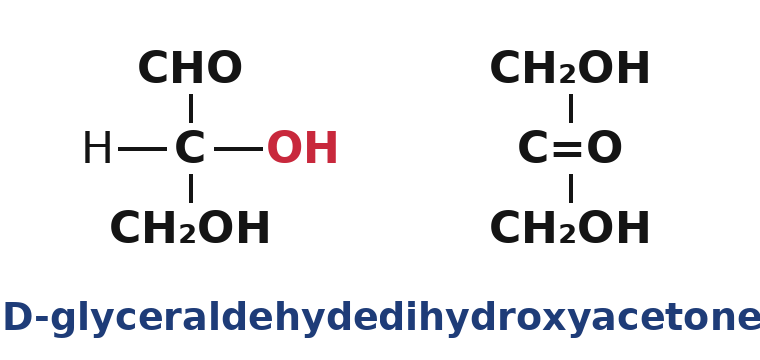 CHO CH₂OH
H C OH C=O
CH₂OH CH₂OH
D-glyceraldehydedihydroxyacetone